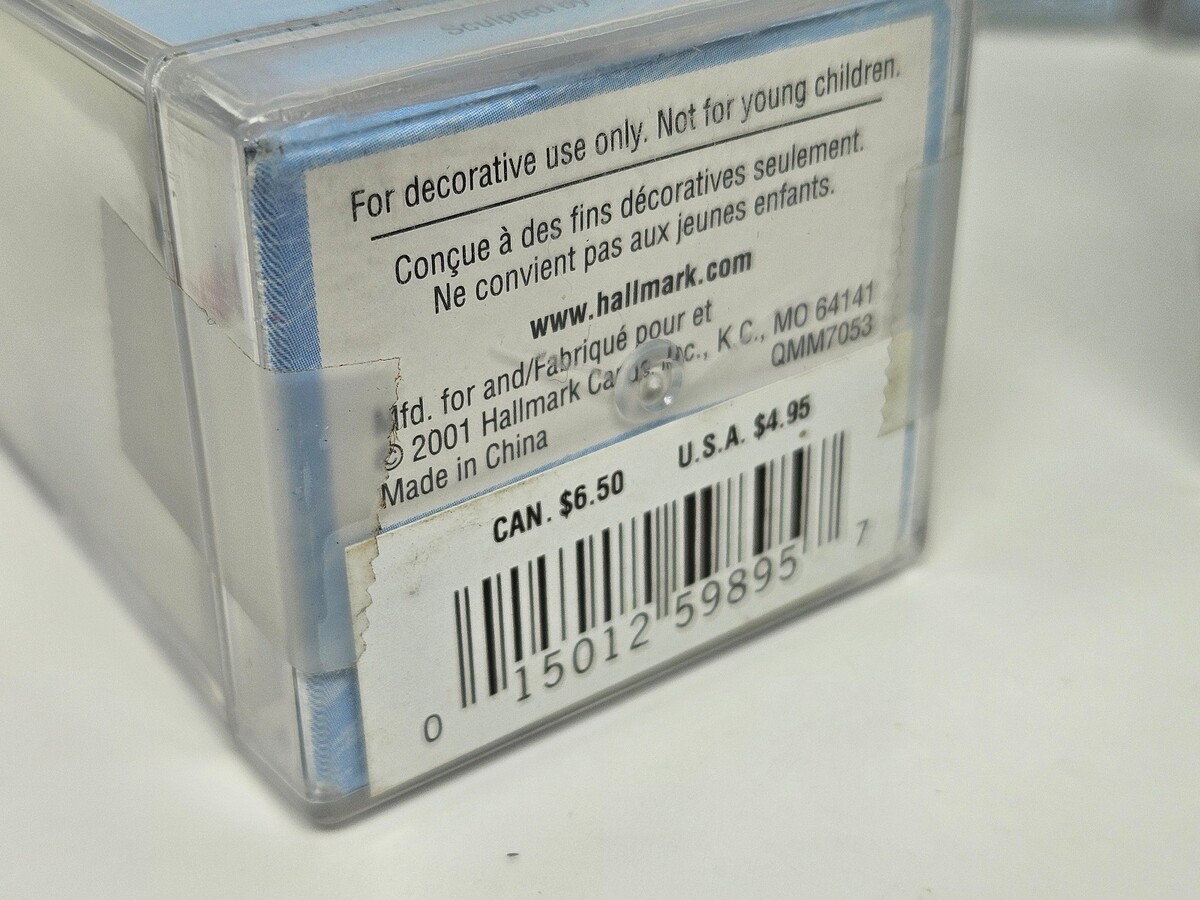 Sculpted by
For decorative use only. Not for young children.
Conçue à des fins décoratives seulement.
Ne convient pas aux jeunes enfants.
www.hallmark.com
Mfd. for and/Fabriqué pour et
© 2001 Hallmark Cards, Inc., K.C., MO 64141
Made in China
QMM7053
CAN. $6.50 U.S.A. $4.95
0 15012 59895 7